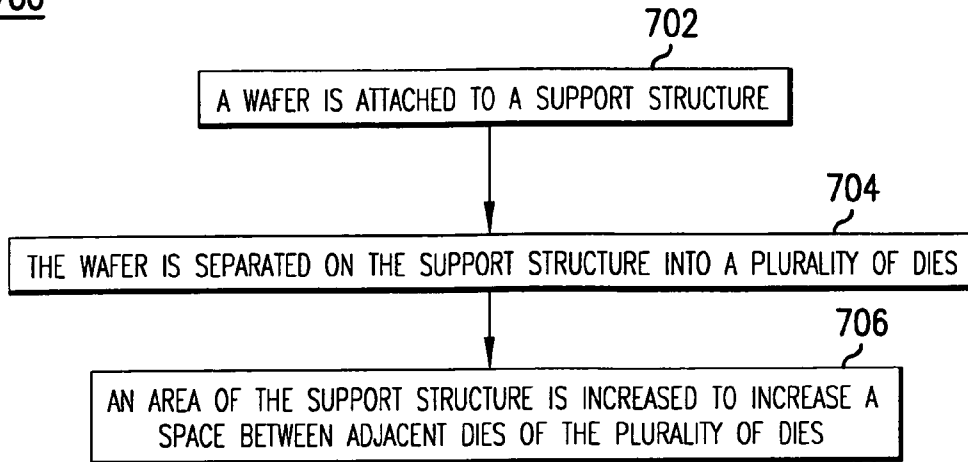 702
A WAFER IS ATTACHED TO A SUPPORT STRUCTURE
704
THE WAFER IS SEPARATED ON THE SUPPORT STRUCTURE INTO A PLURALITY OF DIES
706
AN AREA OF THE SUPPORT STRUCTURE IS INCREASED TO INCREASE A
SPACE BETWEEN ADJACENT DIES OF THE PLURALITY OF DIES